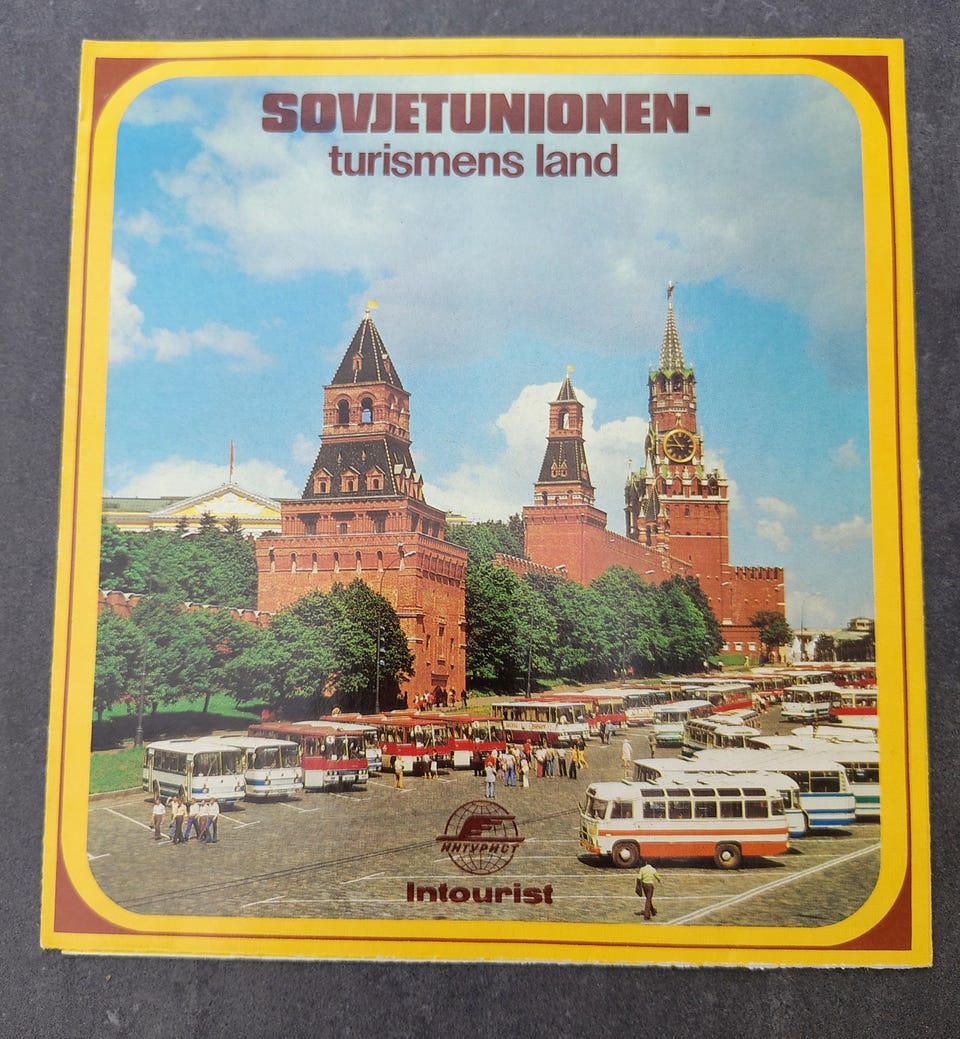 SOVJETUNIONEN-
turismens land
ИНТУРИСТ
Intourist